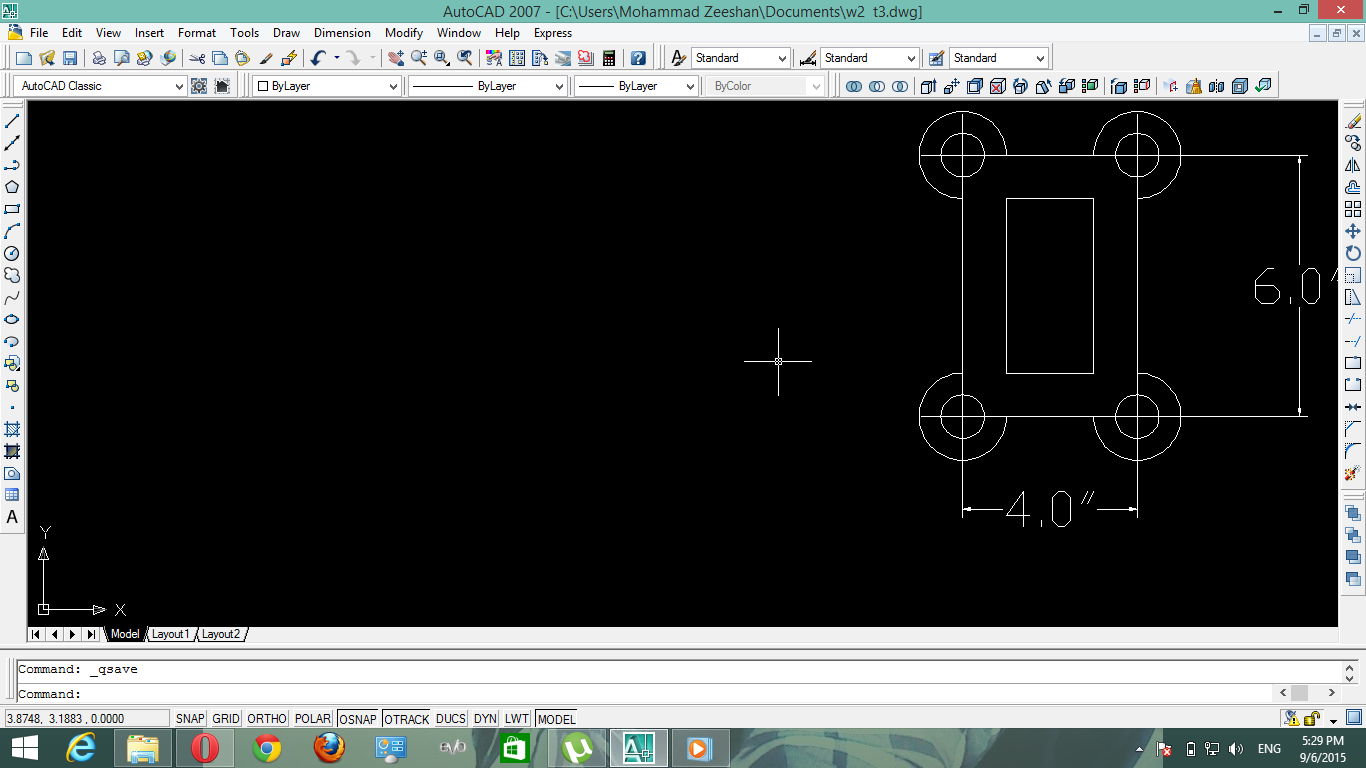 AutoCAD 2007 - [C:\Users\Mohammad Zeeshan\Documents\w2 t3.dwg]
File Edit View Insert Format Tools Draw Dimension Modify Window Help Express
Standard Standard Standard
AutoCAD Classic ByLayer ByLayer ByLayer ByColor
6.0"
4.0"
Y
X
A
Model Layout1 Layout2
Command: _qsave
Command:
3.8748, 3.1883 , 0.0000 SNAP GRID ORTHO POLAR OSNAP OTRACK DUCS DYN LWT MODEL
evo ENG 5:29 PM
9/6/2015